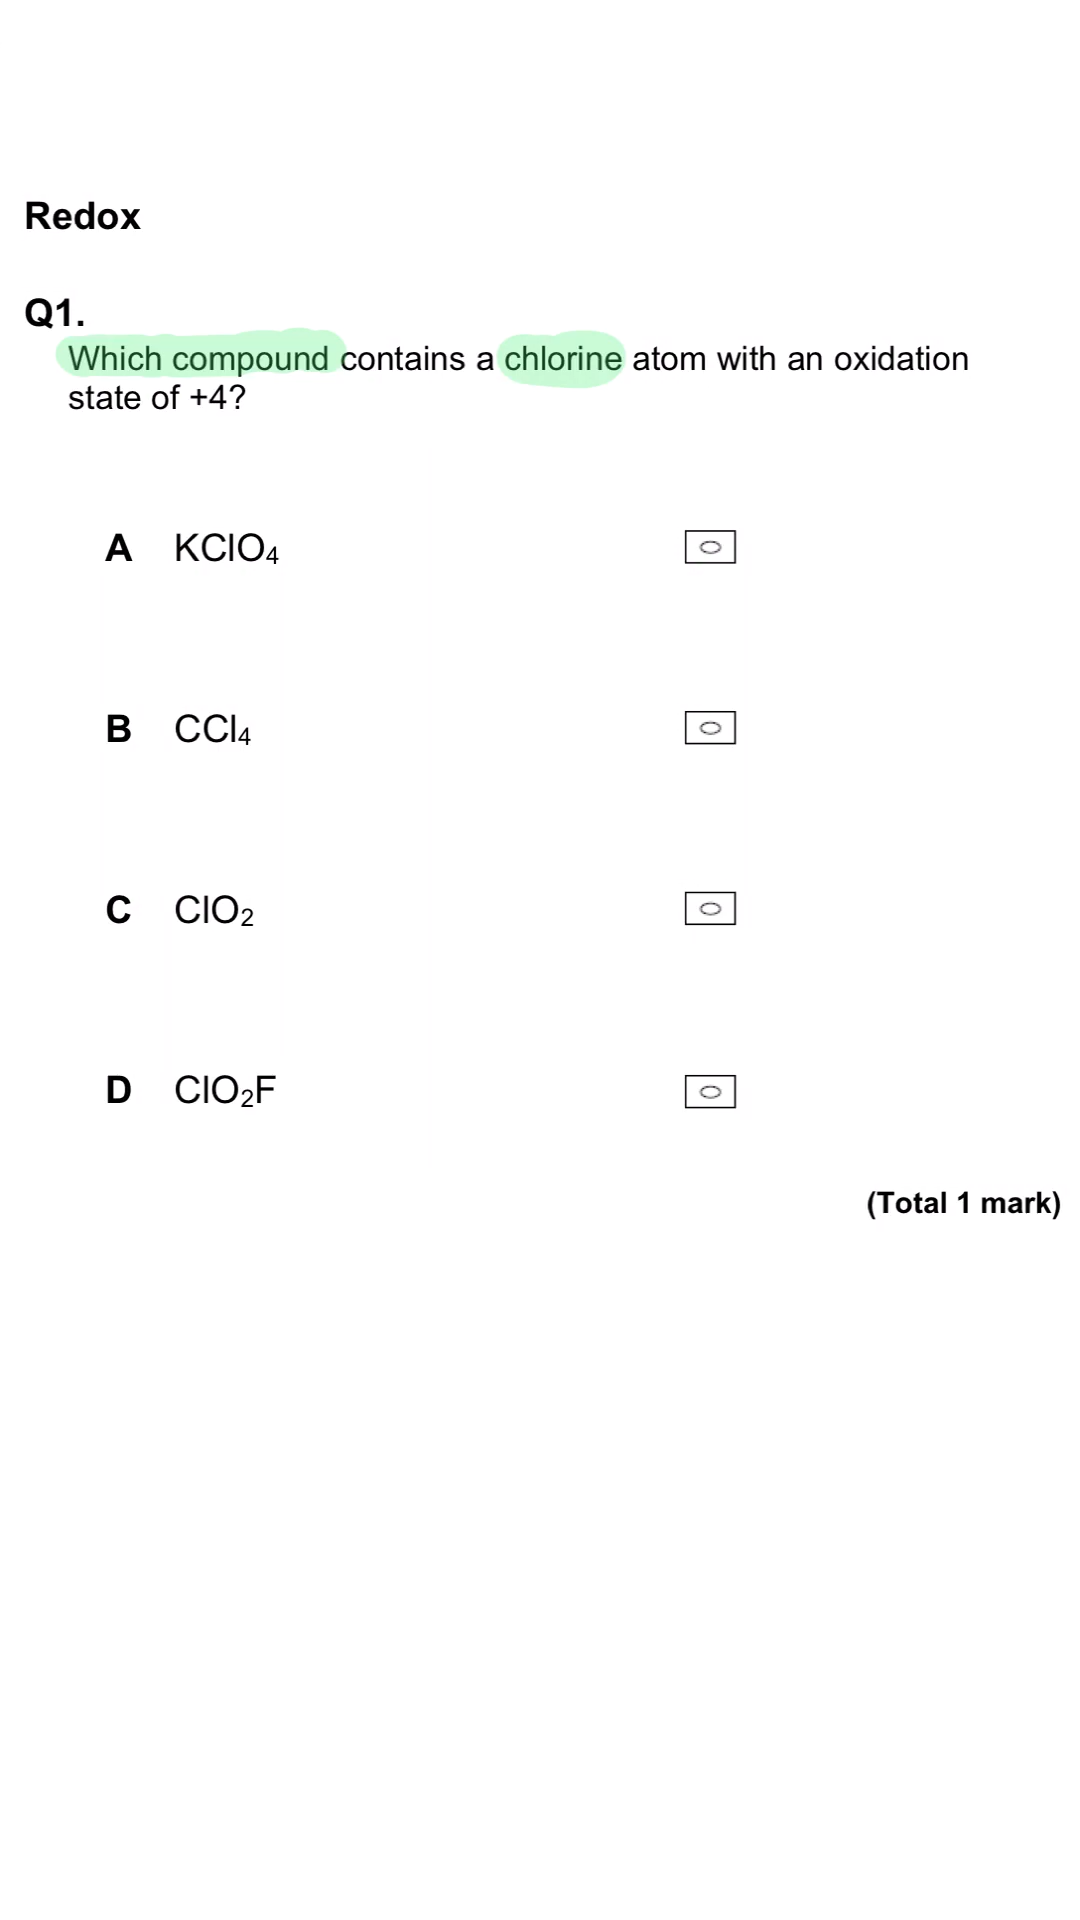 Redox
Q1.
Which compound contains a chlorine atom with an oxidation
state of +4?
A KClO₄
B CCl₄
C ClO₂
D ClO₂F
(Total 1 mark)